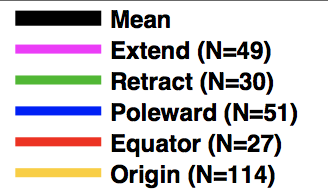 Mean
Extend (N=49)
Retract (N=30)
Poleward (N=51)
Equator (N=27)
Origin (N=114)